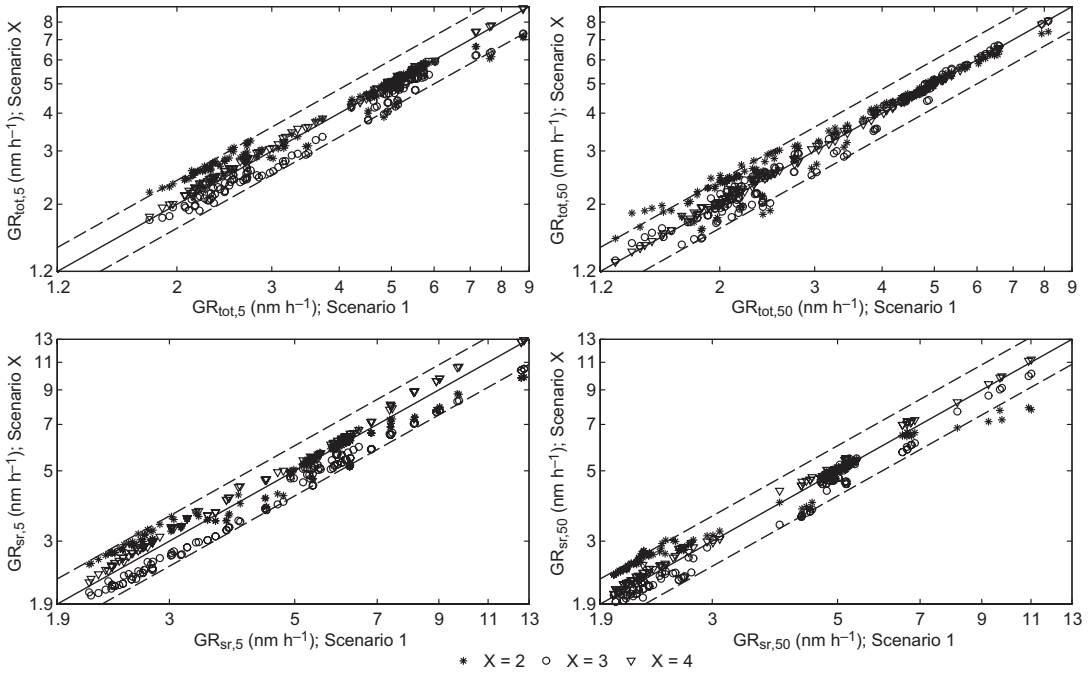 GR_tot,5 (nm h⁻¹); Scenario X
8
7
6
5
4
3
2
1.2
1.2 2 3 4 5 6 7 8 9
GR_tot,5 (nm h⁻¹); Scenario 1
GR_tot,50 (nm h⁻¹); Scenario X
8
7
6
5
4
3
2
1.2
1.2 2 3 4 5 6 7 8 9
GR_tot,50 (nm h⁻¹); Scenario 1
GR_sr,5 (nm h⁻¹); Scenario X
13
11
9
7
5
3
1.9
1.9 3 5 7 9 11 13
GR_sr,5 (nm h⁻¹); Scenario 1
GR_sr,50 (nm h⁻¹); Scenario X
13
11
9
7
5
3
1.9
1.9 3 5 7 9 11 13
GR_sr,50 (nm h⁻¹); Scenario 1
X = 2 X = 3 X = 4